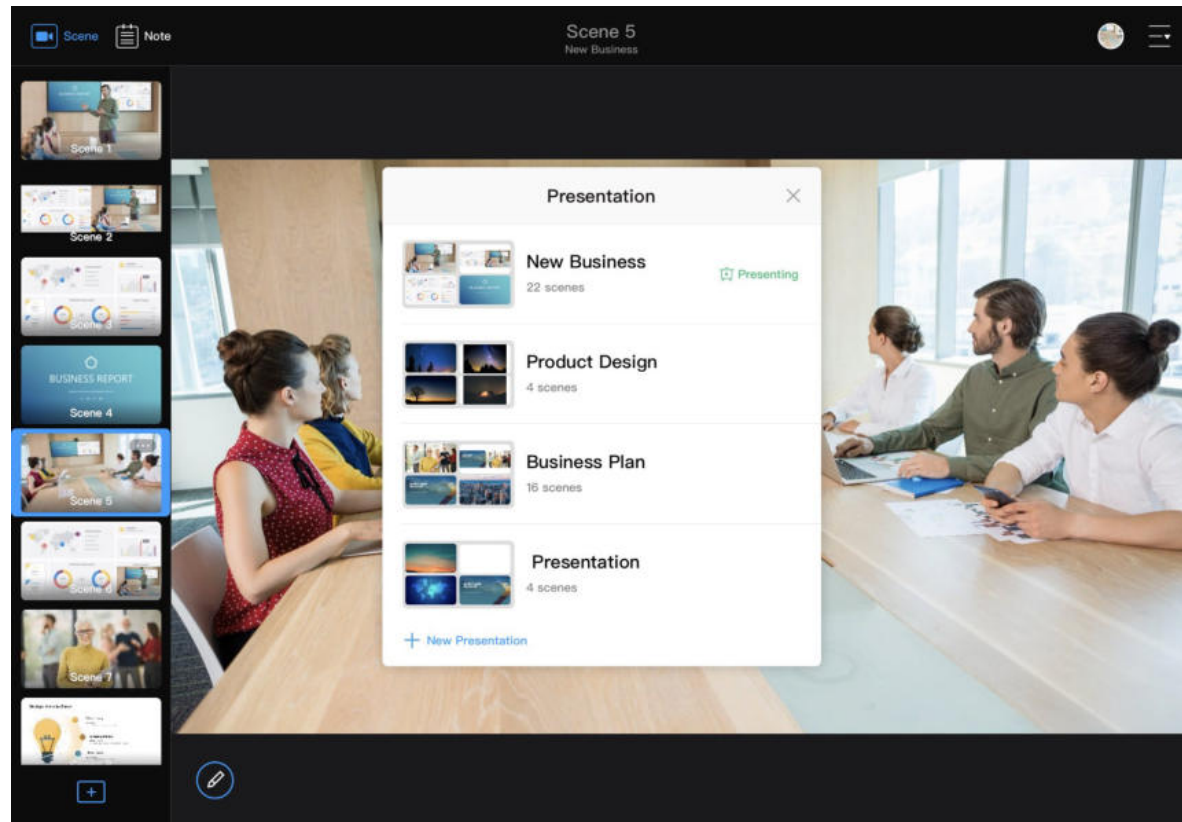 Scene
Note
Scene 5
New Business
Scene 1
Scene 2
Scene 3
BUSINESS REPORT
Scene 4
Scene 5
Scene 6
Scene 7
Presentation
New Business
22 scenes
Presenting
Product Design
4 scenes
Business Plan
16 scenes
Presentation
4 scenes
New Presentation